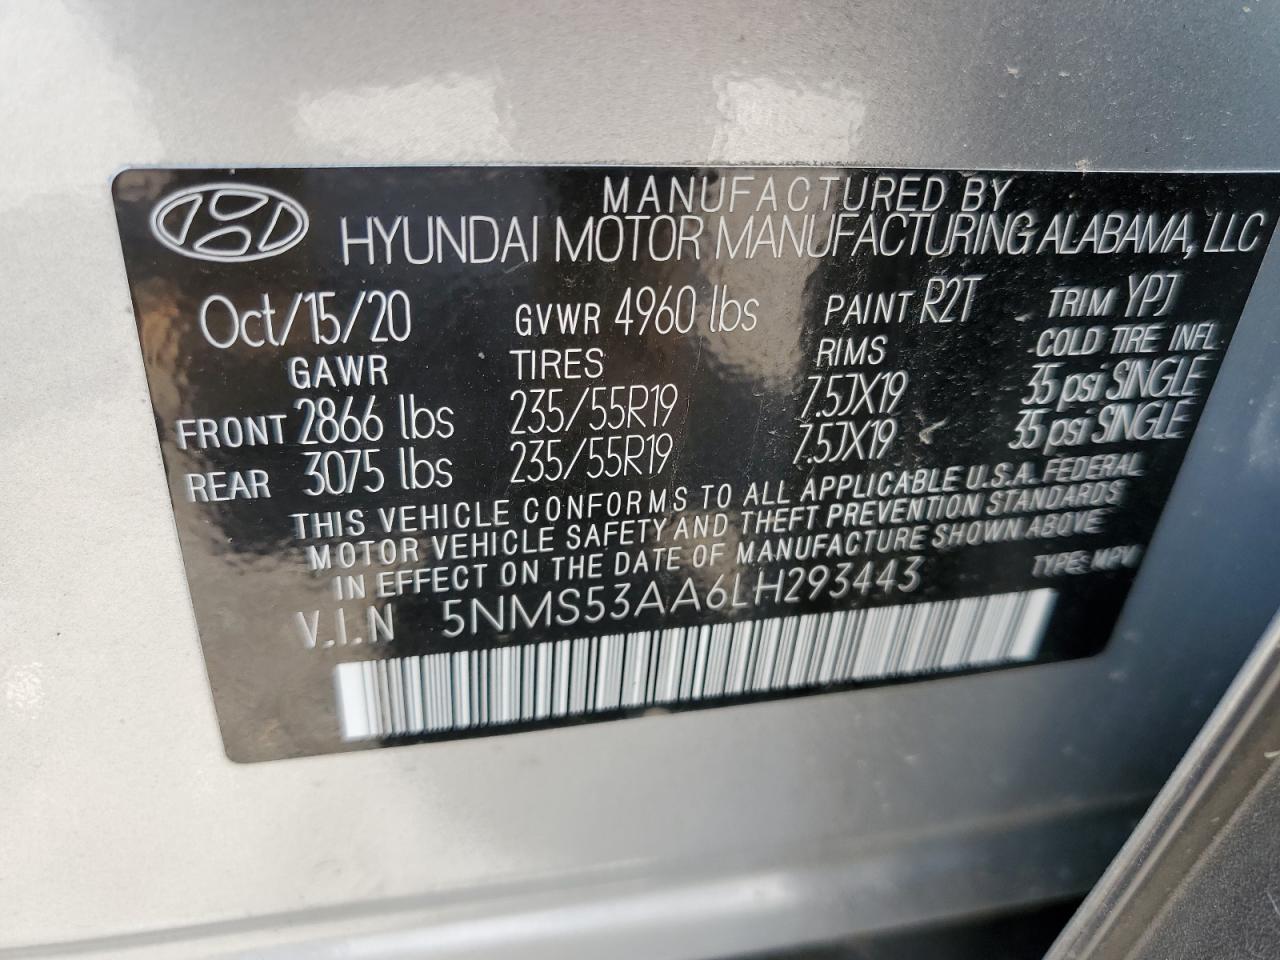 MANUFACTURED BY
HYUNDAI MOTOR MANUFACTURING ALABAMA, LLC
Oct/15/20 GVWR 4960 lbs PAINT R2T TRIM YPJ
GAWR TIRES RIMS COLD TIRE INFL
FRONT 2866 lbs 235/55R19 7.5JX19 35 psi SINGLE
REAR 3075 lbs 235/55R19 7.5JX19 35 psi SINGLE
THIS VEHICLE CONFORMS TO ALL APPLICABLE U.S.A. FEDERAL
MOTOR VEHICLE SAFETY AND THEFT PREVENTION STANDARDS
IN EFFECT ON THE DATE OF MANUFACTURE SHOWN ABOVE
V.I.N 5NMS53AA6LH293443 TYPE: MPV